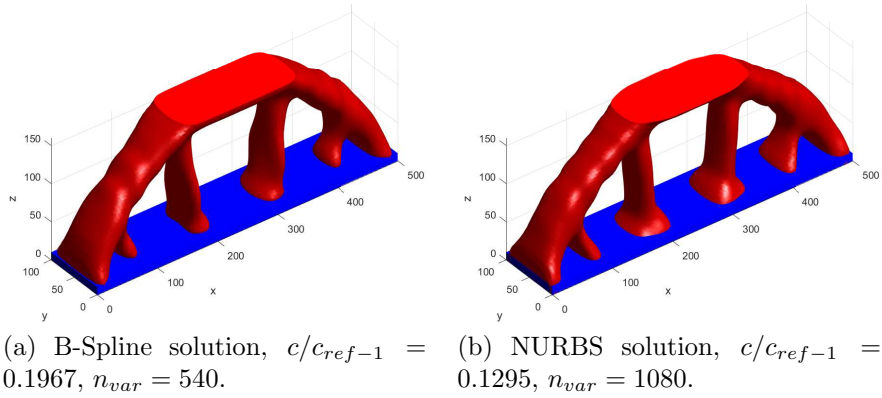 150
100
z
50
0
100
50
y
0
0
100
200
x
300
400
500
150
100
z
50
0
100
50
y
0
0
100
200
x
300
400
500
(a) B-Spline solution, c/c_{ref-1} =
0.1967, n_{var} = 540.
(b) NURBS solution, c/c_{ref-1} =
0.1295, n_{var} = 1080.